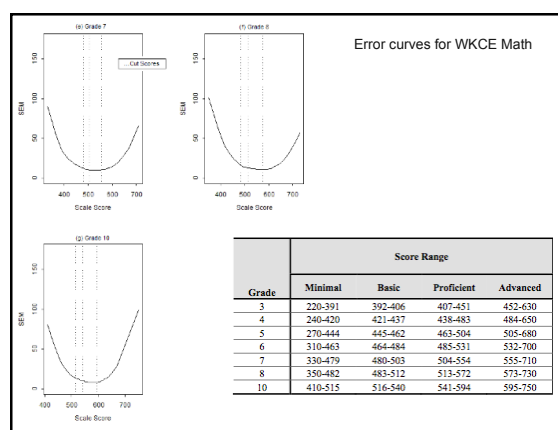 Error curves for WKCE Math
(e) Grade 7
(f) Grade 8
....Cut Scores
SEM
0 50 100 150
400 500 600 700
Scale Score
SEM
0 50 100 150
400 500 600 700
Scale Score
(g) Grade 10
SEM
0 50 100 150
400 500 600 700
Scale Score
Score Range
Grade Minimal Basic Proficient Advanced
3 220-391 392-406 407-451 452-630
4 240-420 421-437 438-483 484-650
5 270-444 445-462 463-504 505-680
6 310-463 464-484 485-531 532-700
7 330-479 480-503 504-554 555-710
8 350-482 483-512 513-572 573-730
10 410-515 516-540 541-594 595-750